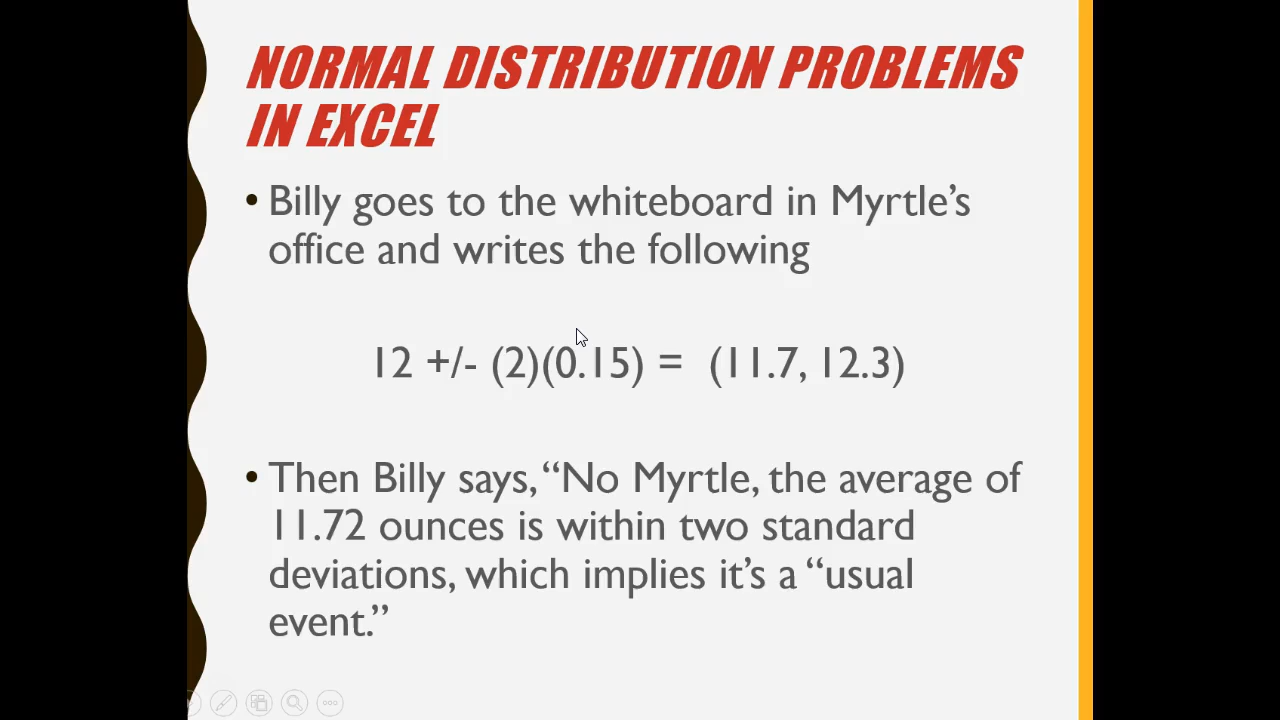 NORMAL DISTRIBUTION PROBLEMS
IN EXCEL
• Billy goes to the whiteboard in Myrtle’s
office and writes the following
12 +/- (2)(0.15) = (11.7, 12.3)
• Then Billy says, “No Myrtle, the average of
11.72 ounces is within two standard
deviations, which implies it’s a “usual
event.”